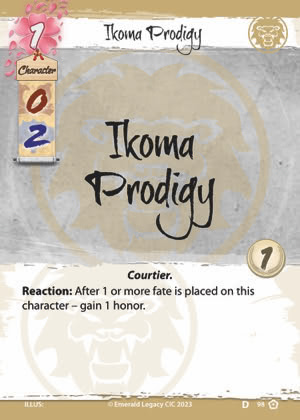 1
Ikoma Prodigy
Character
0
2
Ikoma
Prodigy
1
Courtier.
Reaction: After 1 or more fate is placed on this
character – gain 1 honor.
ILLUS:
© Emerald Legacy CIC 2023
D 98